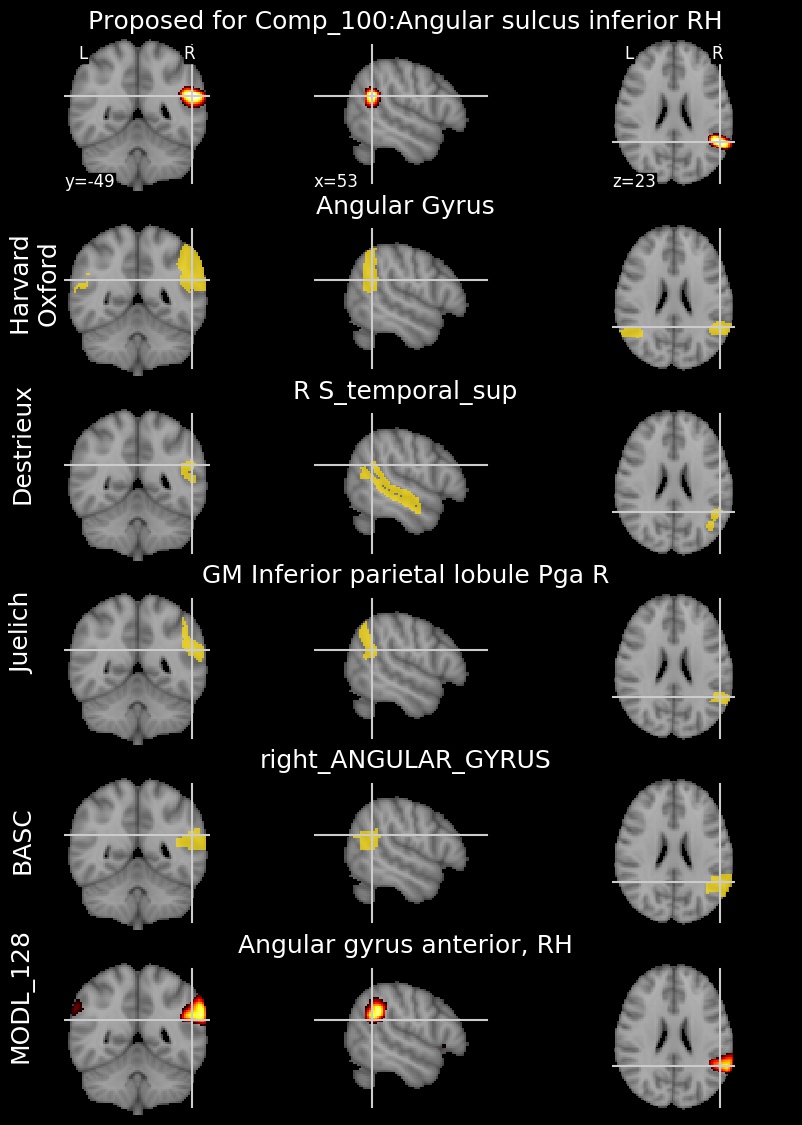 Proposed for Comp_100:Angular sulcus inferior RH
L R L R
y=-49 x=53 z=23
Angular Gyrus
Harvard
Oxford
R S_temporal_sup
Destrieux
GM Inferior parietal lobule Pga R
Juelich
right_ANGULAR_GYRUS
BASC
Angular gyrus anterior, RH
MODL_128